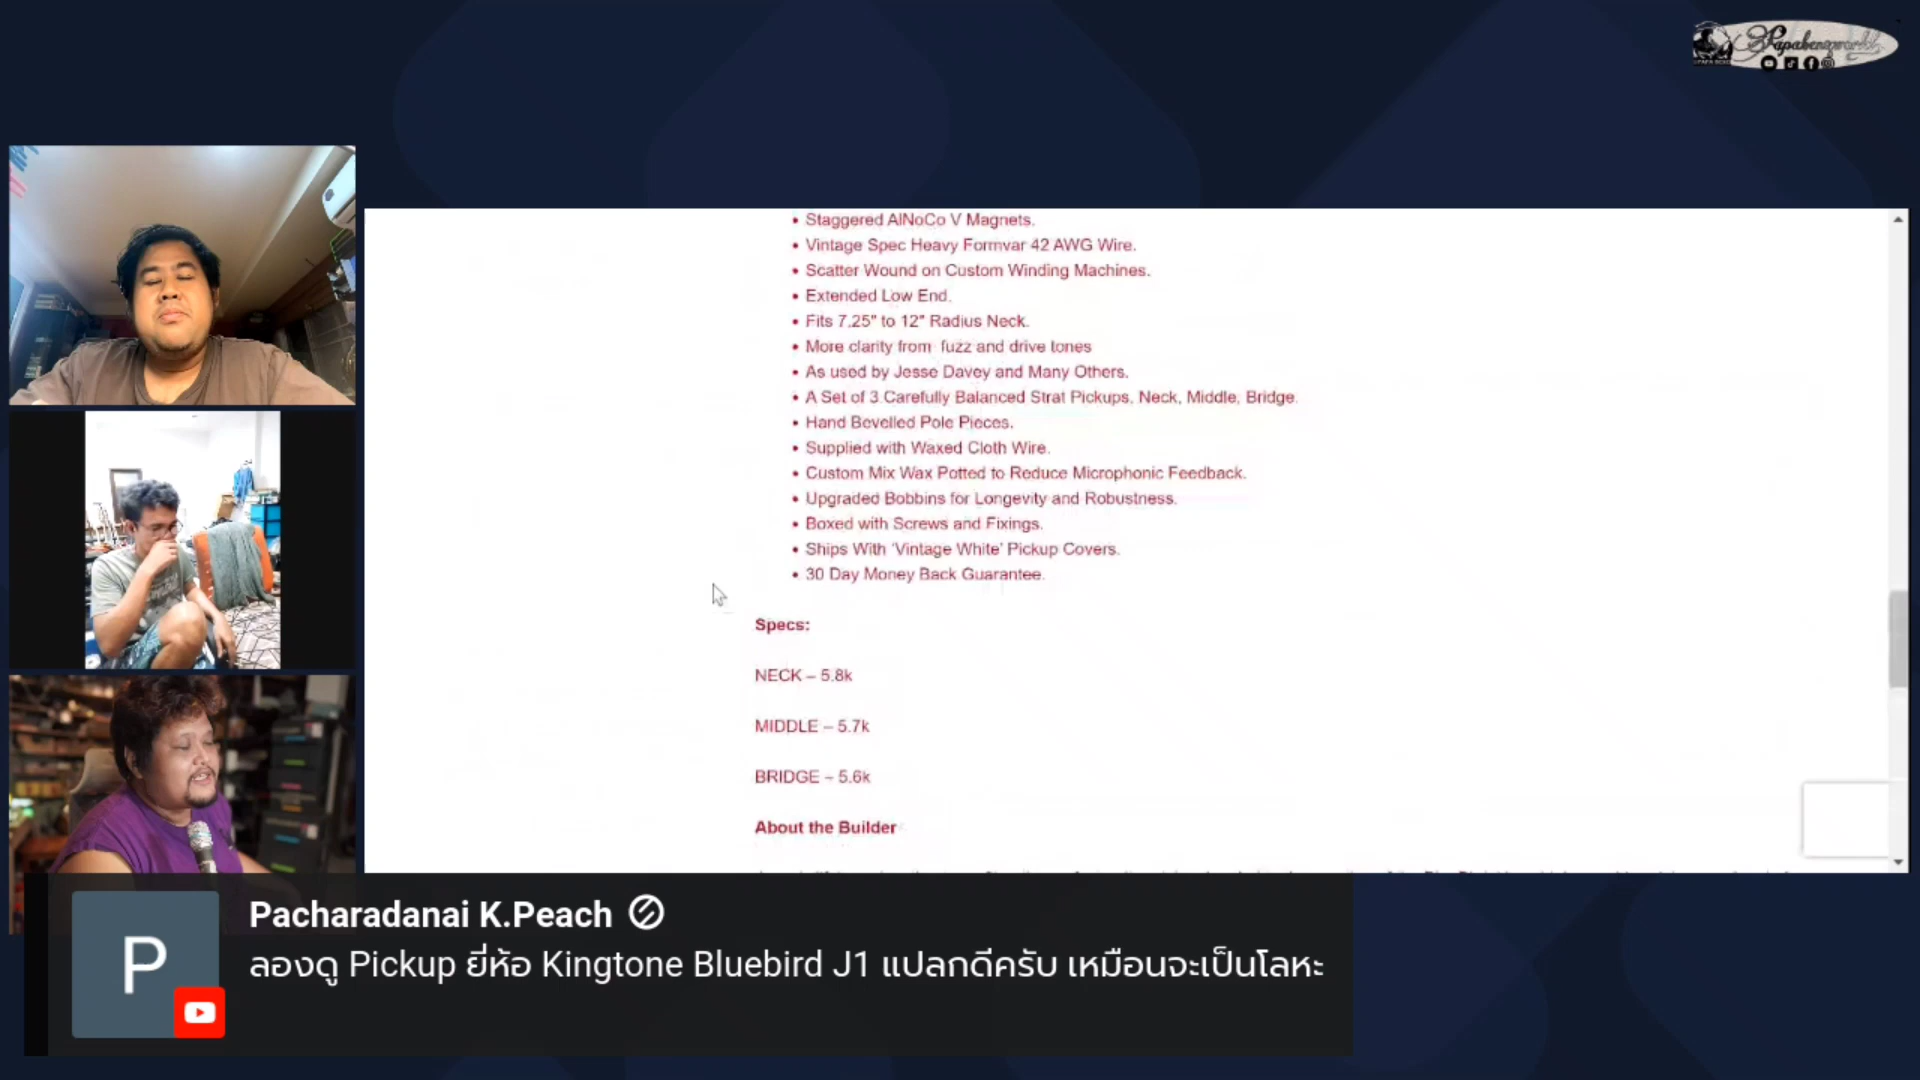 • Staggered AlNoCo V Magnets.
• Vintage Spec Heavy Formvar 42 AWG Wire.
• Scatter Wound on Custom Winding Machines.
• Extended Low End.
• Fits 7.25" to 12" Radius Neck.
• More clarity from fuzz and drive tones
• As used by Jesse Davey and Many Others.
• A Set of 3 Carefully Balanced Strat Pickups, Neck, Middle, Bridge.
• Hand Bevelled Pole Pieces.
• Supplied with Waxed Cloth Wire.
• Custom Mix Wax Potted to Reduce Microphonic Feedback.
• Upgraded Bobbins for Longevity and Robustness.
• Boxed with Screws and Fixings.
• Ships With ‘Vintage White’ Pickup Covers.
• 30 Day Money Back Guarantee.
Specs:
NECK – 5.8k
MIDDLE – 5.7k
BRIDGE – 5.6k
About the Builder
P
Pacharadanai K.Peach
ลองดู Pickup ยี่ห้อ Kingtone Bluebird J1 แปลกดีครับ เหมือนจะเป็นโลหะ